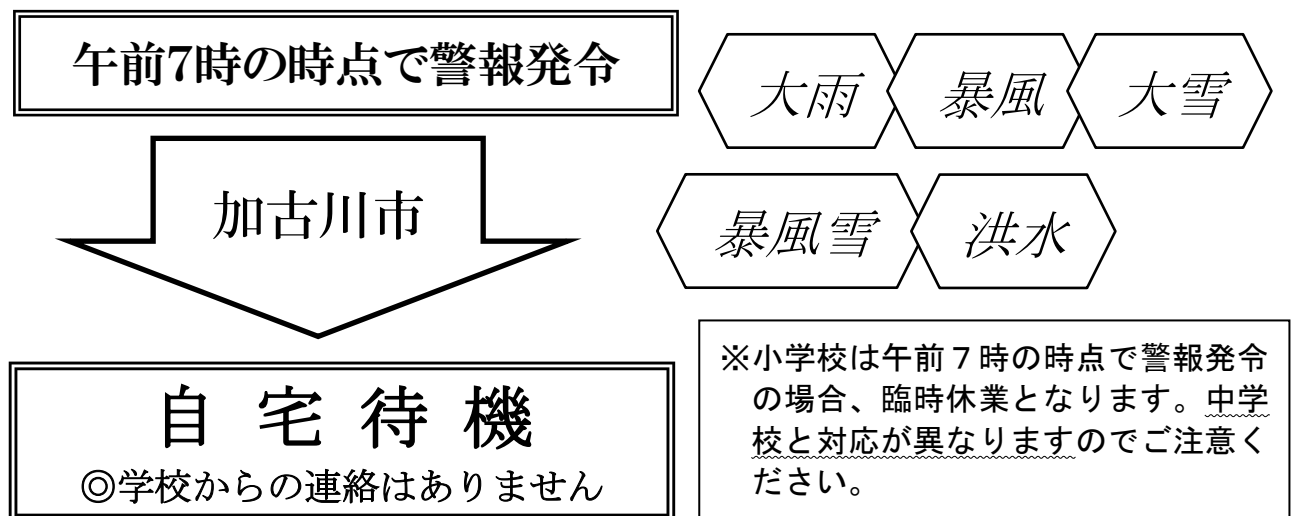 午前7時の時点で警報発令
大雨 暴風 大雪
加古川市
暴風雪 洪水
自宅待機
◎学校からの連絡はありません
※小学校は午前７時の時点で警報発令
の場合、臨時休業となります。中学
校と対応が異なりますのでご注意く
ださい。